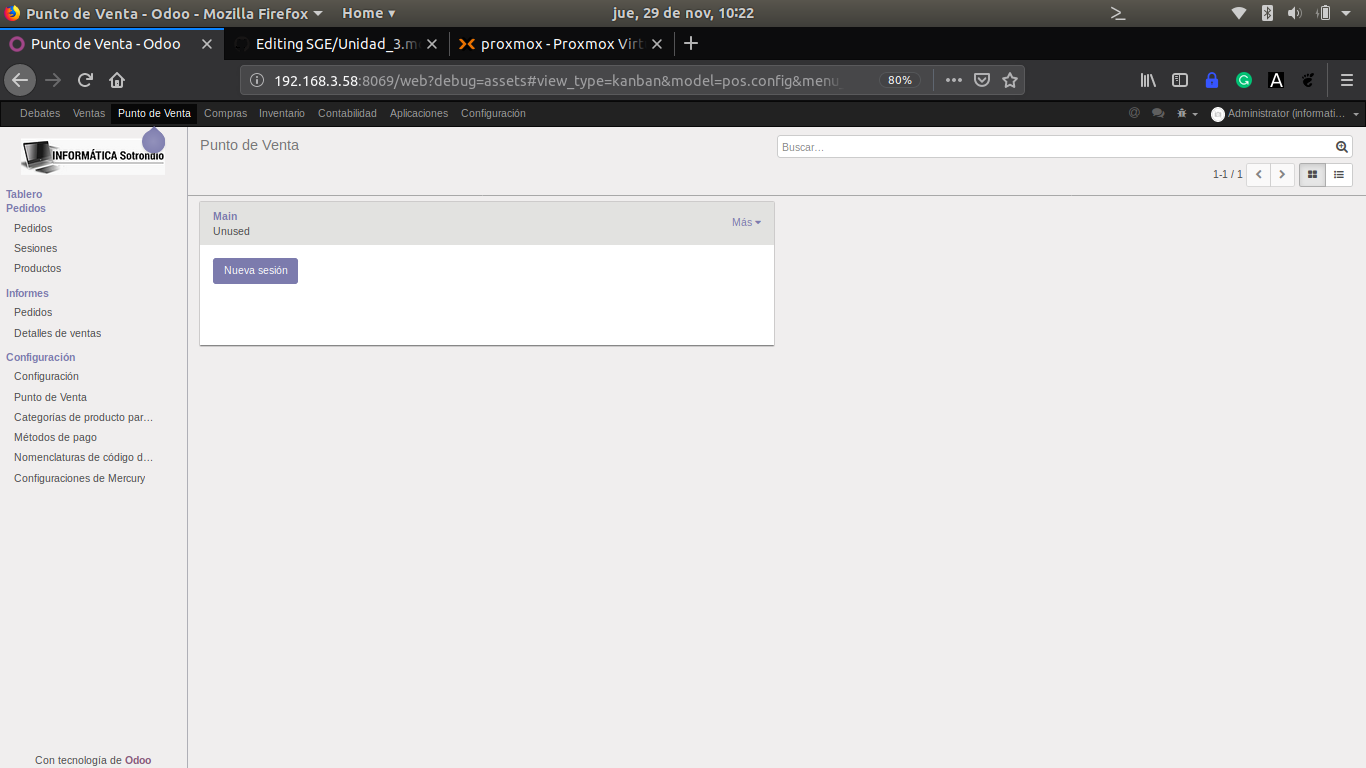 Punto de Venta - Odoo - Mozilla Firefox Home jue, 29 de nov, 10:22
Punto de Venta - Odoo Editing SGE/Unidad_3.m proxmox - Proxmox Virt
192.168.3.58:8069/web?debug=assets#view_type=kanban&model=pos.config&menu_ 80%
Debates Ventas Punto de Venta Compras Inventario Contabilidad Aplicaciones Configuración @ Administrator (informati...
INFORMÁTICA Sotrondio
Punto de Venta
Buscar...
1-1 / 1
Tablero
Pedidos
Pedidos
Sesiones
Productos
Informes
Pedidos
Detalles de ventas
Configuración
Configuración
Punto de Venta
Categorías de producto par...
Métodos de pago
Nomenclaturas de código d...
Configuraciones de Mercury
Main
Unused
Más
Nueva sesión
Con tecnología de Odoo